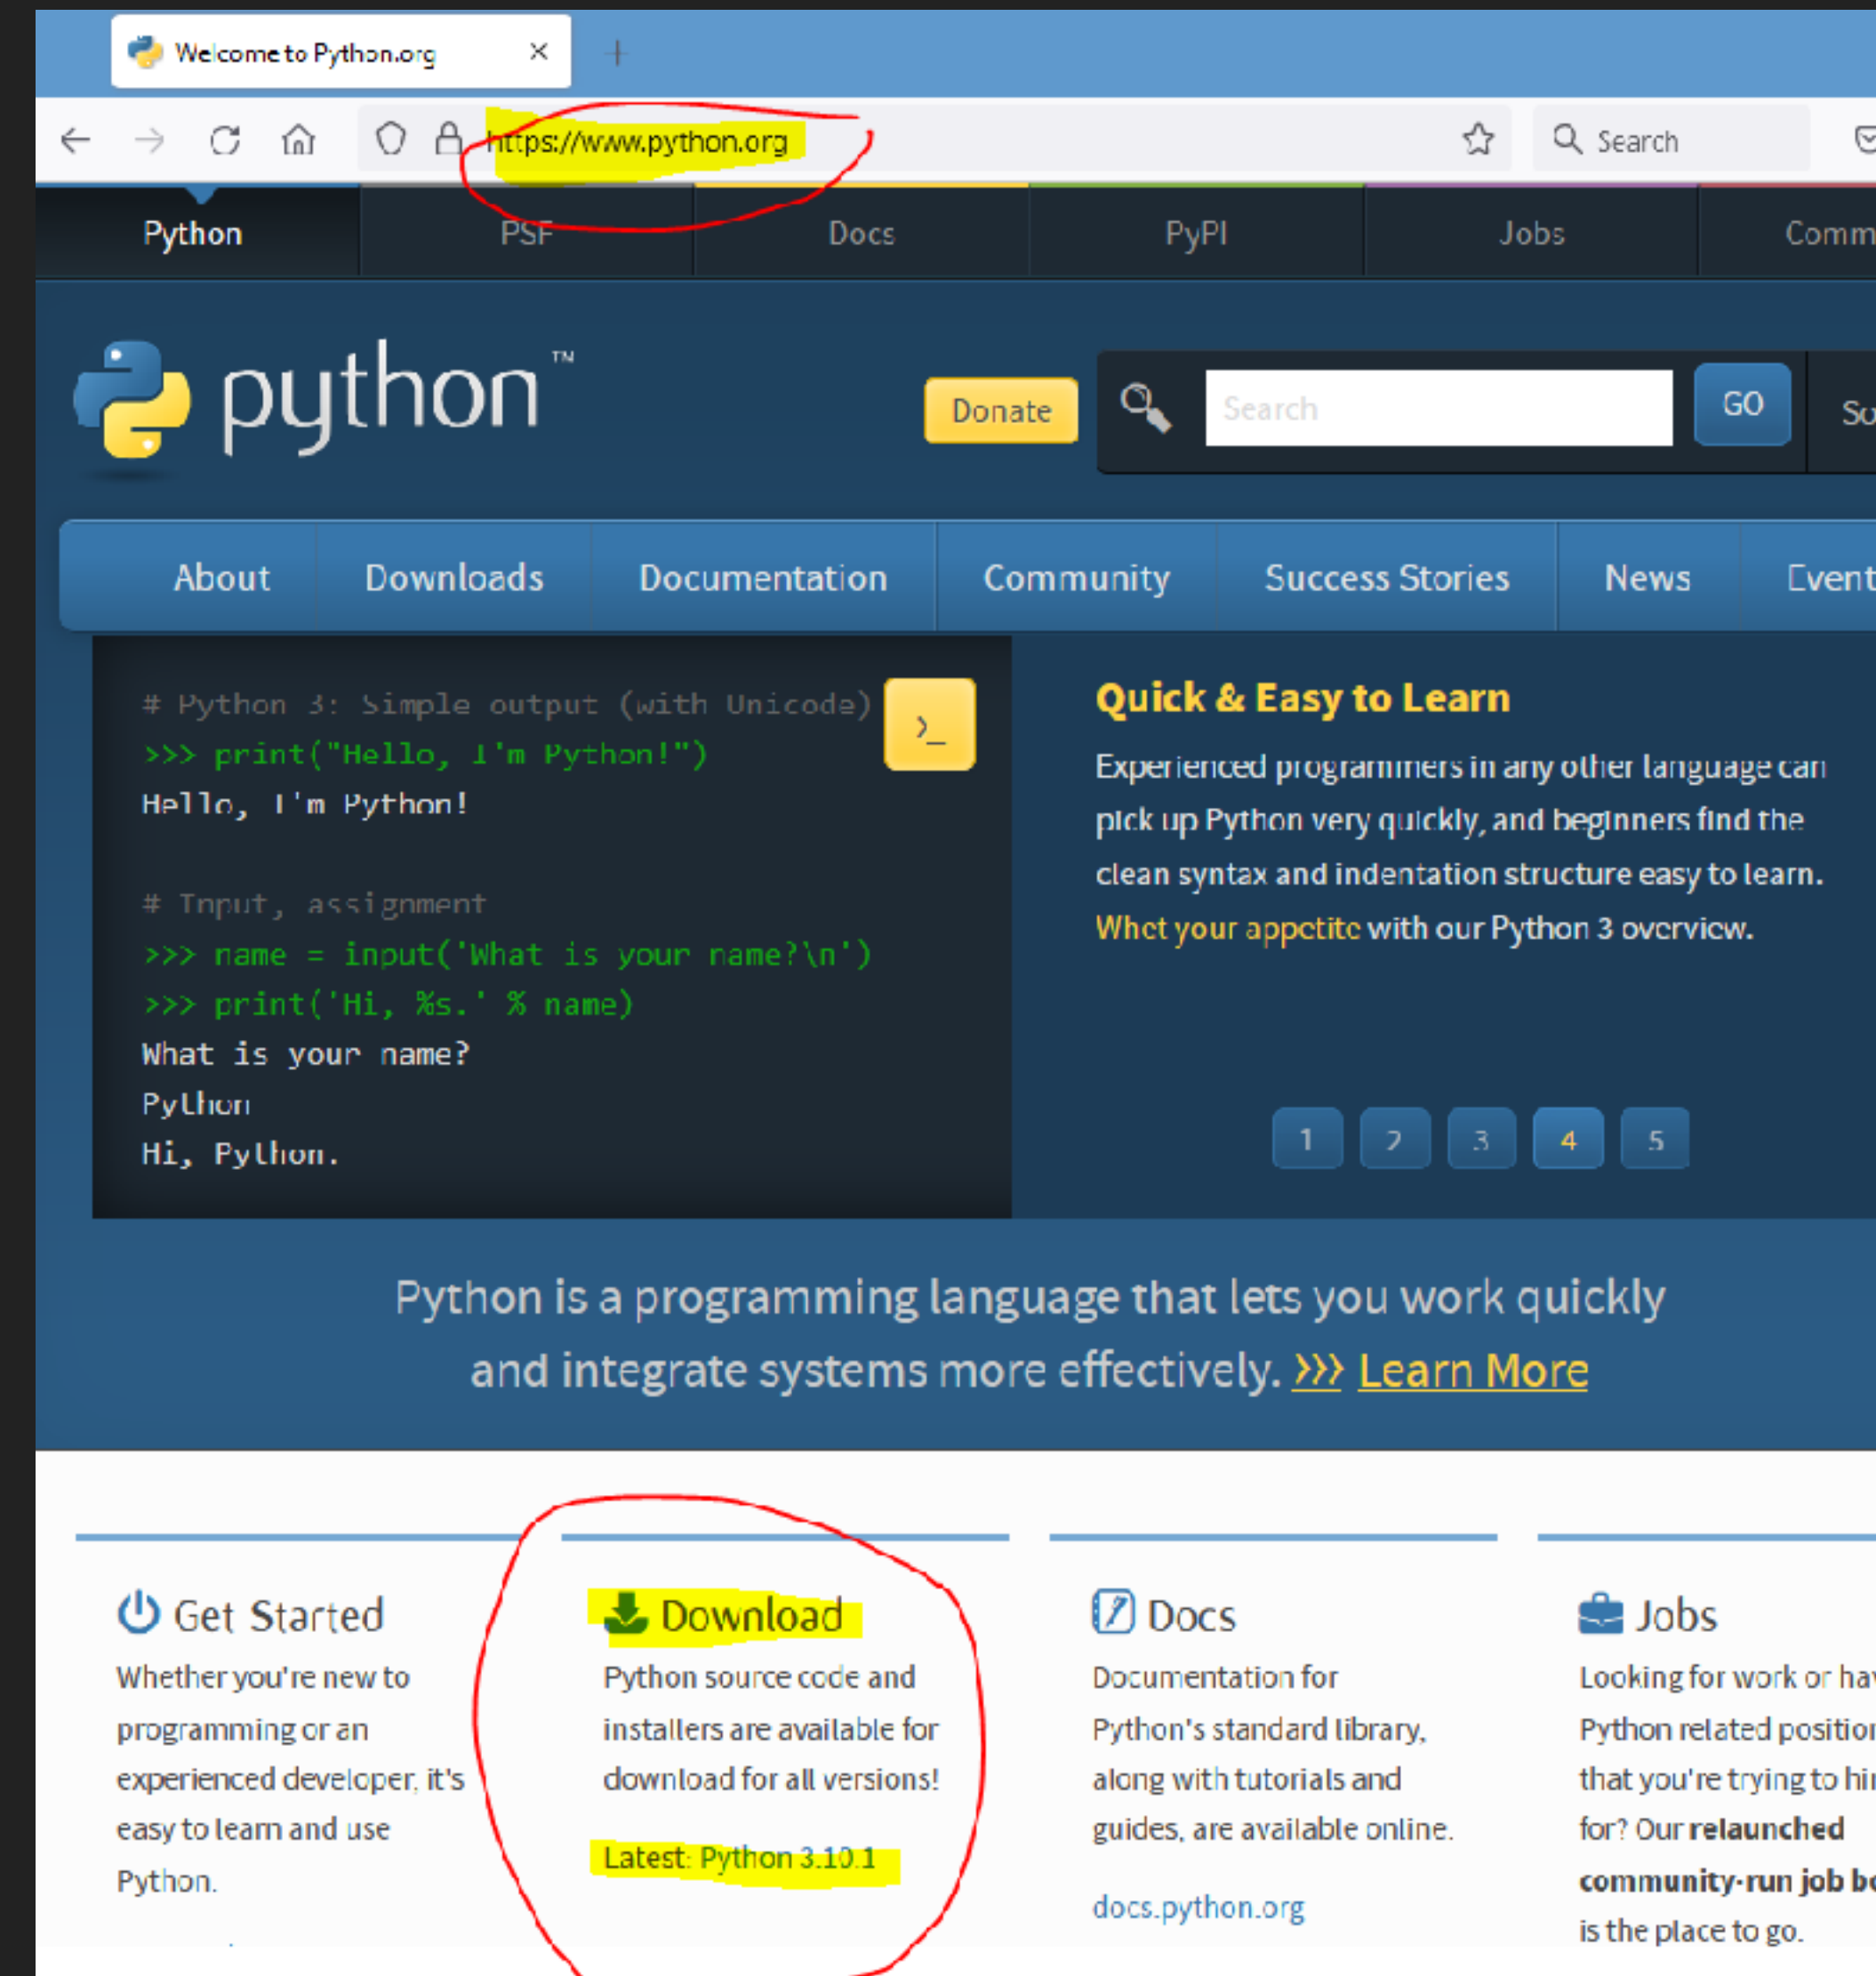 Welcome to Python.org
https://www.python.org
Search
Python PSF Docs PyPI Jobs
python™
Donate
Search
GO
About Downloads Documentation Community Success Stories News
# Python 3: Simple output (with Unicode)
>>> print("Hello, I'm Python!")
Hello, I'm Python!
# Input, assignment
>>> name = input('What is your name?\n')
>>> print('Hi, %s.' % name)
What is your name?
Python
Hi, Python.
>_
Quick & Easy to Learn
Experienced programmers in any other language can
pick up Python very quickly, and beginners find the
clean syntax and indentation structure easy to learn.
Whet your appetite with our Python 3 overview.
1 2 3 4 5
Python is a programming language that lets you work quickly
and integrate systems more effectively. >>> Learn More
Get Started
Whether you're new to
programming or an
experienced developer, it's
easy to learn and use
Python.
Download
Python source code and
installers are available for
download for all versions!
Latest: Python 3.10.1
Docs
Documentation for
Python's standard library,
along with tutorials and
guides, are available online.
docs.python.org
Jobs
Looking for work or
Python related
that you're trying to
for? Our relaunched
community-run job
is the place to go.